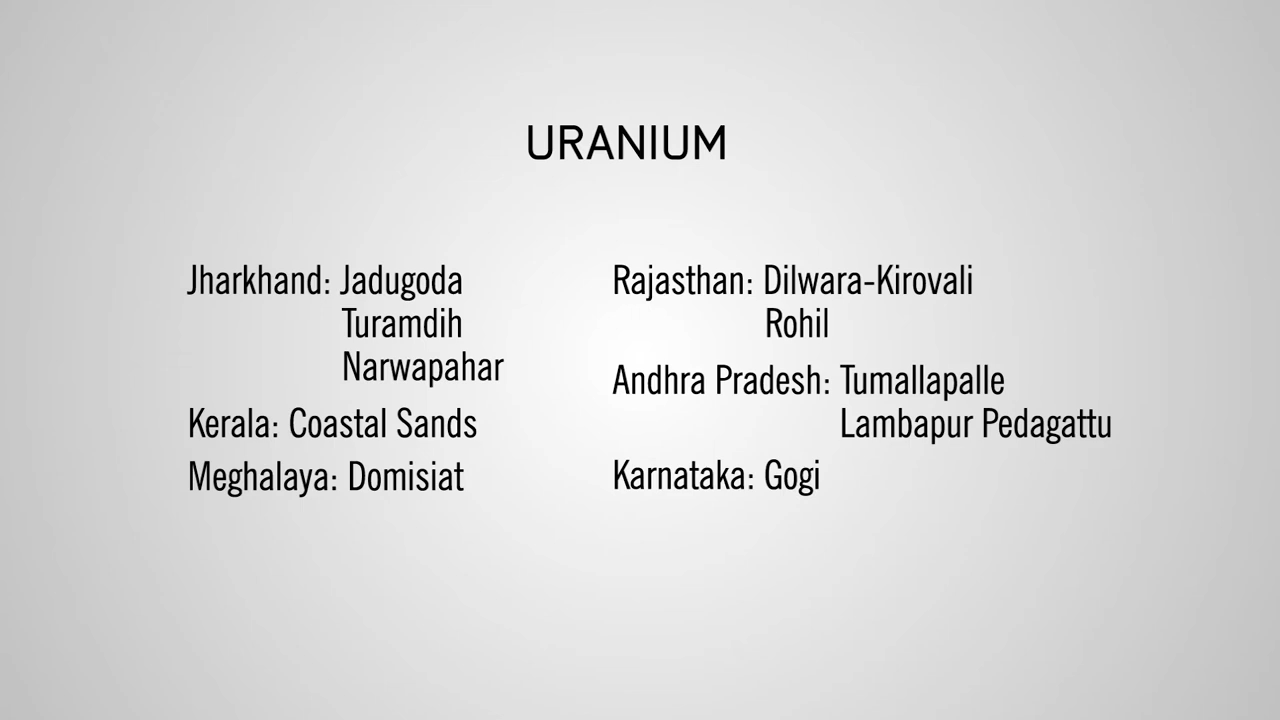 URANIUM
Jharkhand: Jadugoda
Turamdih
Narwapahar
Kerala: Coastal Sands
Meghalaya: Domisiat
Rajasthan: Dilwara-Kirovali
Rohil
Andhra Pradesh: Tumallapalle
Lambapur Pedagattu
Karnataka: Gogi